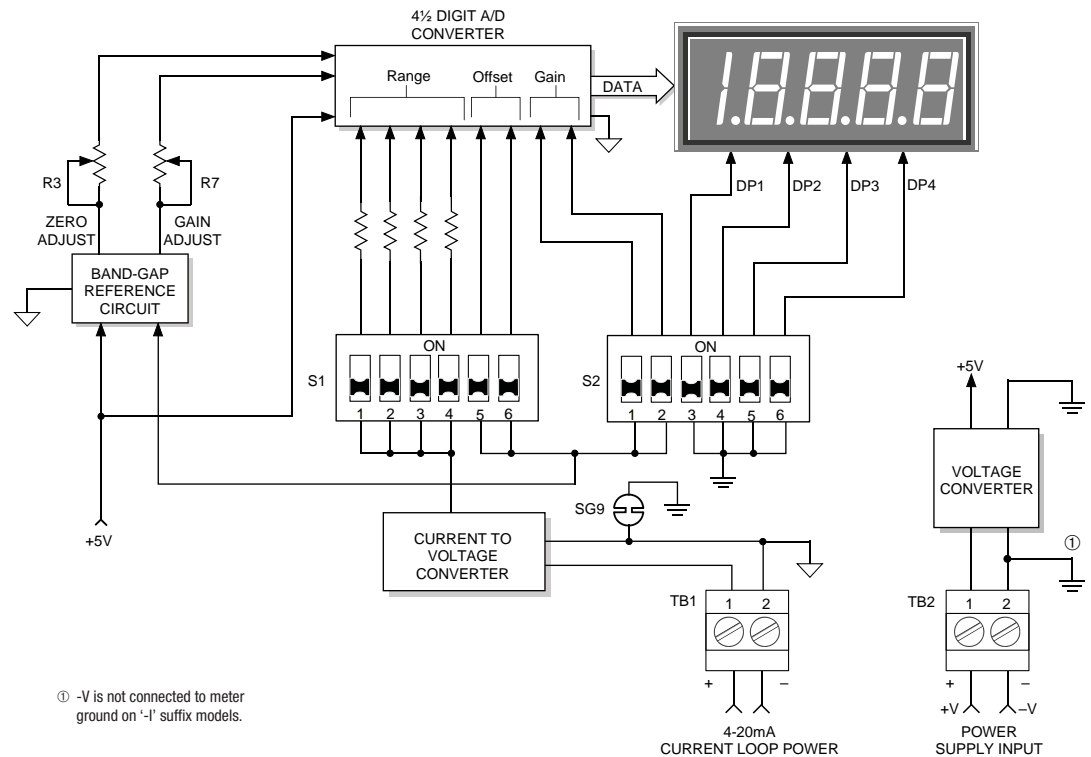 4½ DIGIT A/D
CONVERTER
Range
Offset
Gain
DATA
1.8.8.8.8
DP1
DP2
DP3
DP4
R3
R7
ZERO
ADJUST
GAIN
ADJUST
BAND-GAP
REFERENCE
CIRCUIT
S1
ON
1 2 3 4 5 6
S2
ON
1 2 3 4 5 6
+5V
+5V
VOLTAGE
CONVERTER
SG9
CURRENT TO
VOLTAGE
CONVERTER
①
TB1
1 2
+ –
4-20mA
CURRENT LOOP POWER
TB2
1 2
+ –
+V –V
POWER
SUPPLY INPUT
① -V is not connected to meter
ground on '-I' suffix models.